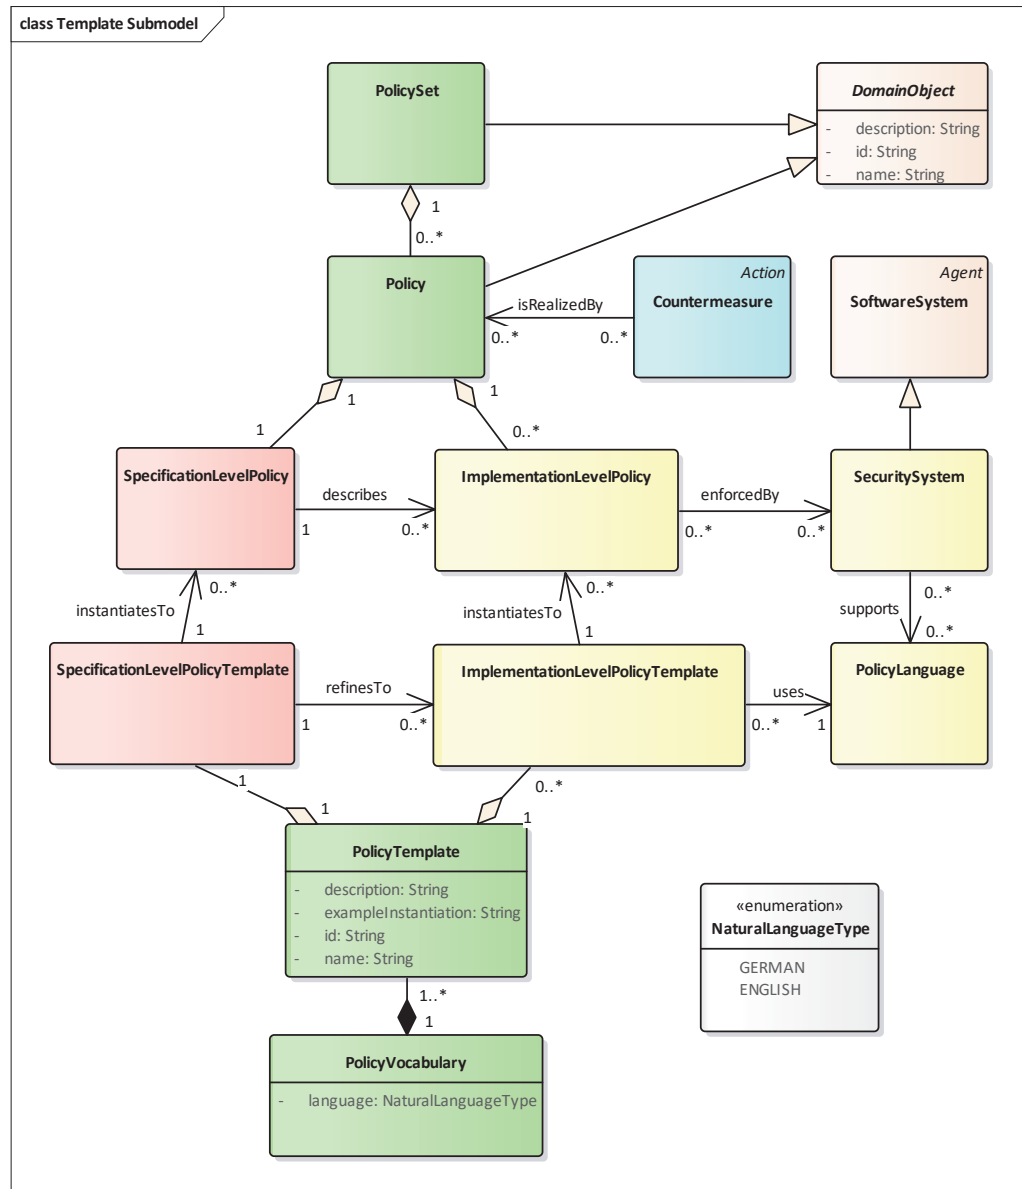 class Template Submodel
PolicySet
DomainObject
- description: String
- id: String
- name: String
1
0..*
Policy
Action
Countermeasure
Agent
SoftwareSystem
isRealizedBy
0..*
0..*
1
1
1
0..*
SpecificationLevelPolicy
ImplementationLevelPolicy
SecuritySystem
describes
1
0..*
enforcedBy
0..*
0..*
0..*
instantiatesTo
1
0..*
instantiatesTo
1
0..*
supports
0..*
SpecificationLevelPolicyTemplate
ImplementationLevelPolicyTemplate
PolicyLanguage
refinesTo
1
0..*
uses
0..*
1
1
1
0..*
1
PolicyTemplate
- description: String
- exampleInstantiation: String
- id: String
- name: String
«enumeration»
NaturalLanguageType
GERMAN
ENGLISH
1..*
1
PolicyVocabulary
- language: NaturalLanguageType